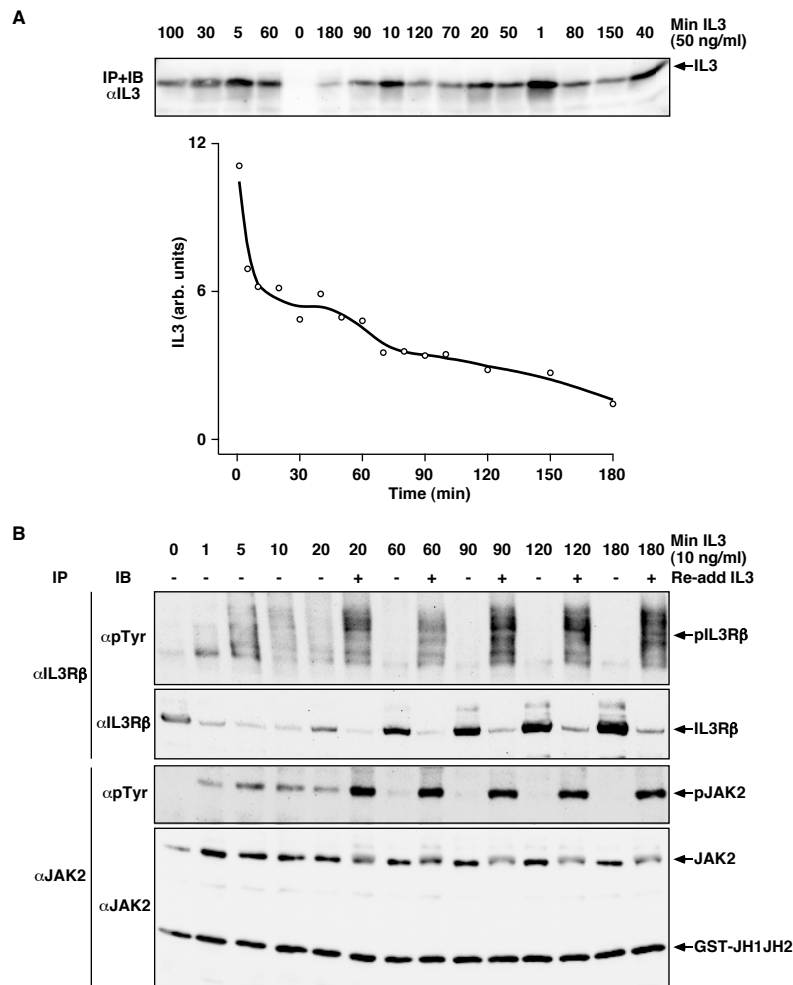 A
100 30 5 60 0 180 90 10 120 70 20 50 1 80 150 40 Min IL3
(50 ng/ml)
IP+IB
αIL3
IL3
12
6
0
IL3 (arb. units)
0 30 60 90 120 150 180
Time (min)
B
0 1 5 10 20 20 60 60 90 90 120 120 180 180 Min IL3
(10 ng/ml)
IP IB - - - - - + - + - + - + - + Re-add IL3
αIL3Rβ
αpTyr
pIL3Rβ
αIL3Rβ
IL3Rβ
αJAK2
αpTyr
pJAK2
αJAK2
JAK2
GST-JH1JH2